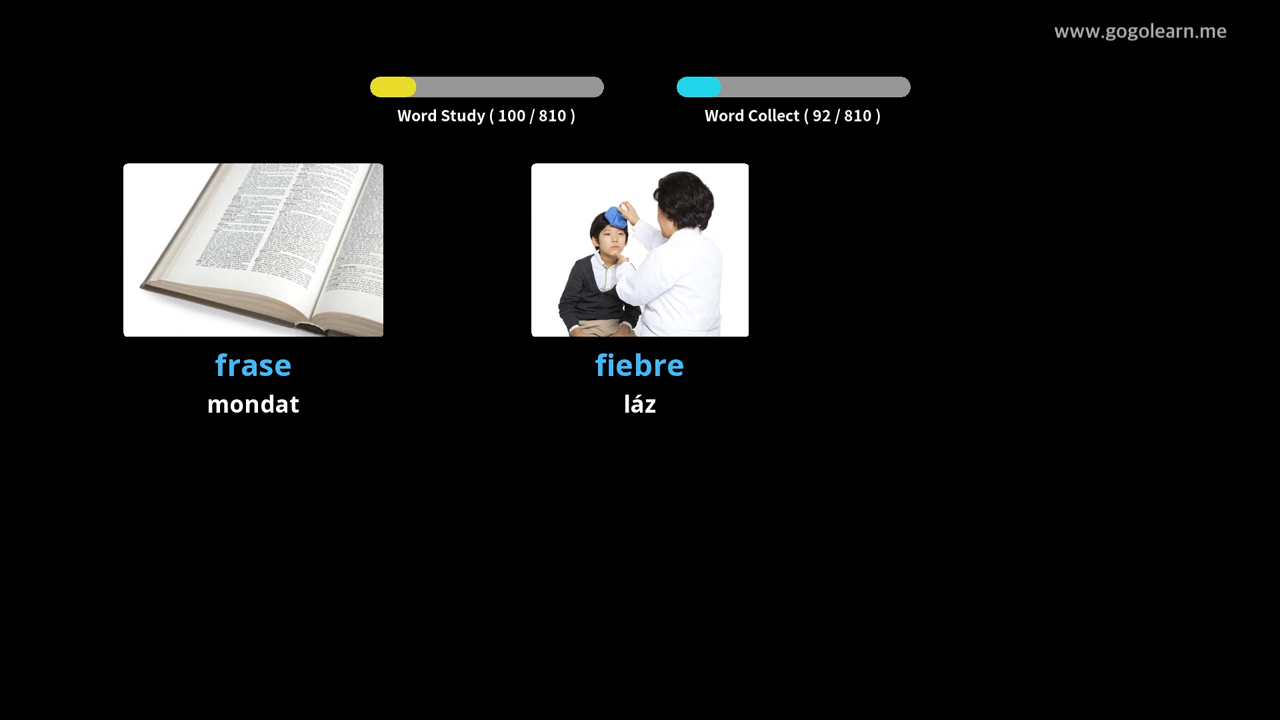 www.gogolearn.me
Word Study ( 100 / 810 )
Word Collect ( 92 / 810 )
frase
mondat
fiebre
láz